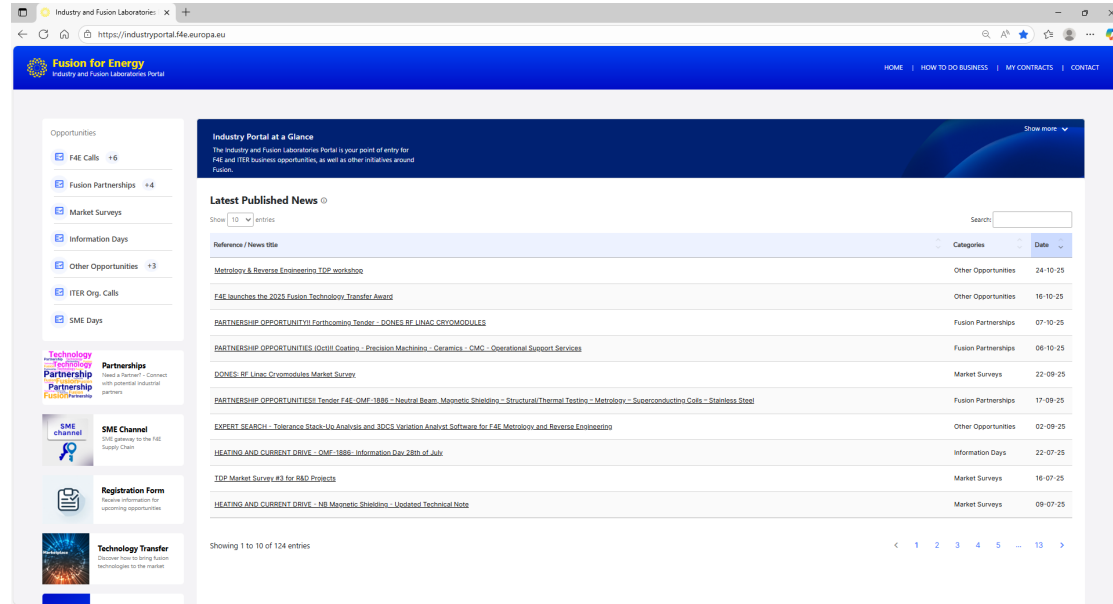 Industry and Fusion Laboratories
https://industryportal.f4e.europa.eu
Fusion for Energy
Industry and Fusion Laboratories Portal
HOME | HOW TO DO BUSINESS | MY CONTRACTS | CONTACT
Opportunities
F4E Calls +6
Fusion Partnerships +4
Market Surveys
Information Days
Other Opportunities +3
ITER Org. Calls
SME Days
Technology
Partnership
Technology
Partnership
Partnership
Fusion Partnership
Partnerships
Need a Partner? - Connect
with potential industrial
partners
SME
channel
SME Channel
SME gateway to the F4E
Supply Chain
Registration Form
Receive information for
upcoming opportunities
Marketplace
Technology Transfer
Discover how to bring fusion
technologies to the market
Industry Portal at a Glance
Show more
The Industry and Fusion Laboratories Portal is your point of entry for
F4E and ITER business opportunities, as well as other initiatives around
Fusion.
Latest Published News
Show 10 entries
Search:
Reference / News title Categories Date
Metrology & Reverse Engineering TDP workshop Other Opportunities 24-10-25
F4E launches the 2025 Fusion Technology Transfer Award Other Opportunities 16-10-25
PARTNERSHIP OPPORTUNITY!! Forthcoming Tender - DONES RF LINAC CRYOMODULES Fusion Partnerships 07-10-25
PARTNERSHIP OPPORTUNITIES (Oct)!! Coating - Precision Machining - Ceramics - CMC - Operational Support Services Fusion Partnerships 06-10-25
DONES: RF Linac Cryomodules Market Survey Market Surveys 22-09-25
PARTNERSHIP OPPORTUNITIES!! Tender F4E-OMF-1886 – Neutral Beam, Magnetic Shielding – Structural/Thermal Testing – Metrology – Superconducting Coils – Stainless Steel Fusion Partnerships 17-09-25
EXPERT SEARCH - Tolerance Stack-Up Analysis and 3DCS Variation Analyst Software for F4E Metrology and Reverse Engineering Other Opportunities 02-09-25
HEATING AND CURRENT DRIVE - OMF-1886- Information Day 28th of July Information Days 22-07-25
TDP Market Survey #3 for R&D Projects Market Surveys 16-07-25
HEATING AND CURRENT DRIVE - NB Magnetic Shielding - Updated Technical Note Market Surveys 09-07-25
Showing 1 to 10 of 124 entries
< 1 2 3 4 5 ... 13 >